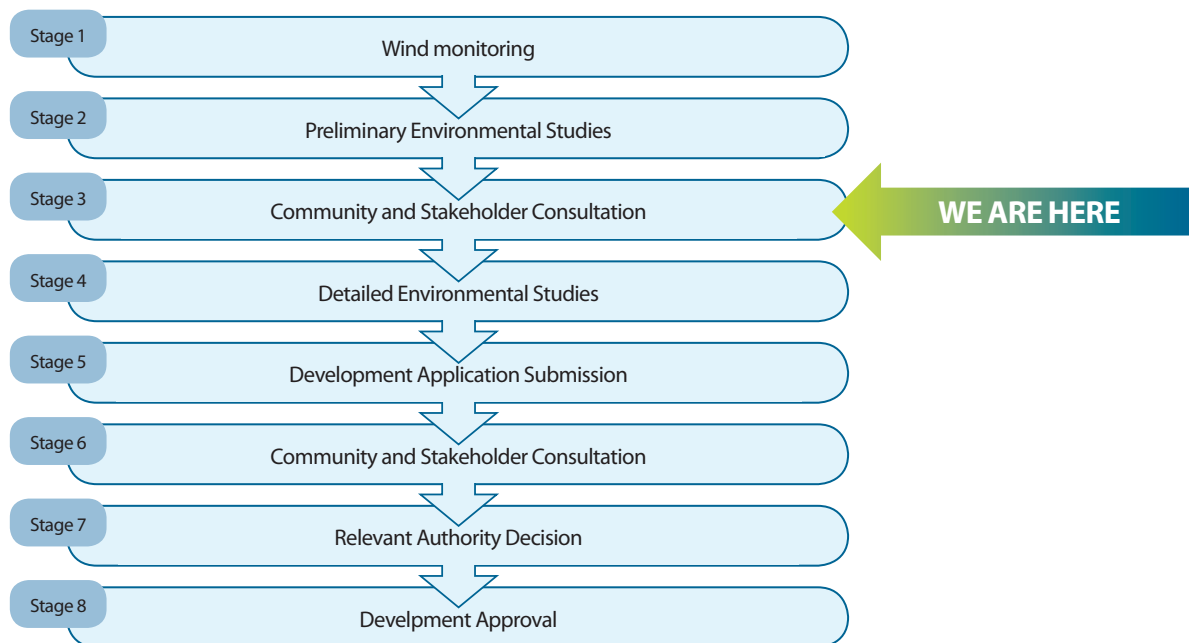 Stage 1
Wind monitoring
Stage 2
Preliminary Environmental Studies
Stage 3
Community and Stakeholder Consultation
WE ARE HERE
Stage 4
Detailed Environmental Studies
Stage 5
Development Application Submission
Stage 6
Community and Stakeholder Consultation
Stage 7
Relevant Authority Decision
Stage 8
Develpment Approval